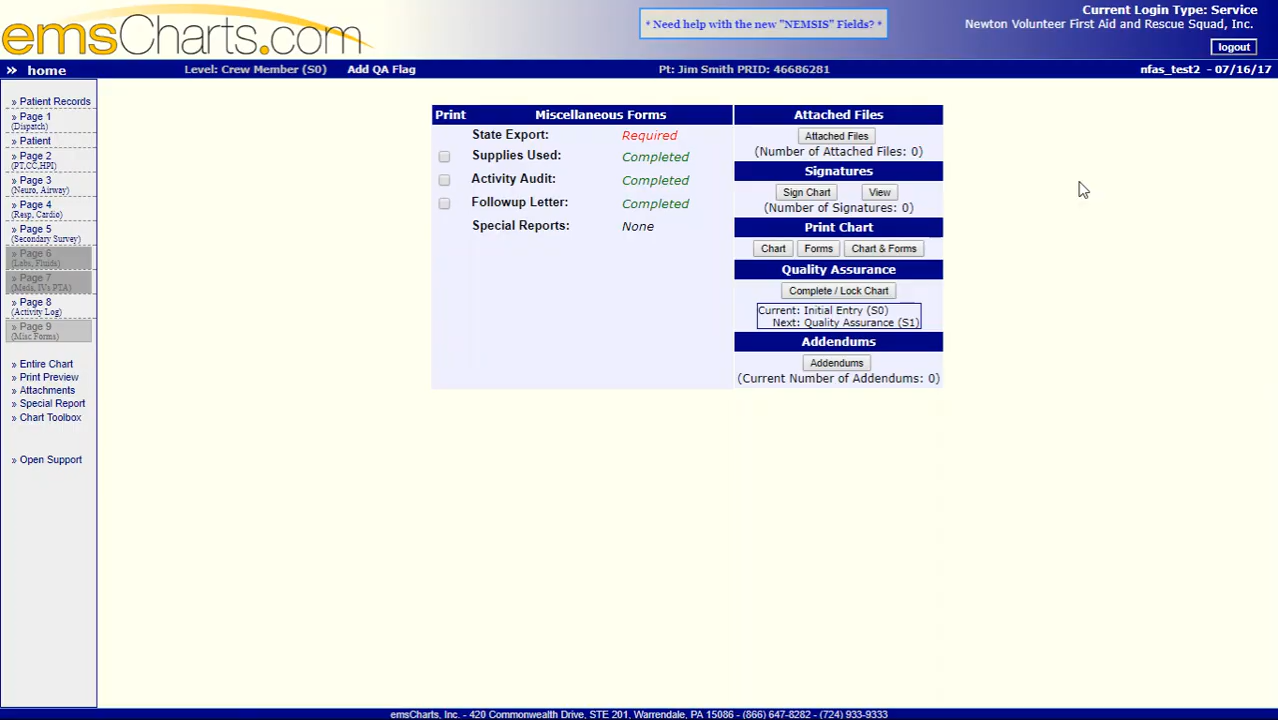 emsCharts.com
* Need help with the new "NEMSIS" Fields? *
Current Login Type: Service
Newton Volunteer First Aid and Rescue Squad, Inc.
logout
» home
Level: Crew Member (S0)
Add QA Flag
Pt: Jim Smith PRID: 46686281
nfas_test2 - 07/16/17
» Patient Records
» Page 1
(Dispatch)
» Patient
» Page 2
(PT,CC,HPI)
» Page 3
(Neuro, Airway)
» Page 4
(Resp, Cardio)
» Page 5
(Secondary Survey)
» Page 6
(Labs, Fluids)
» Page 7
(Meds, IVs PTA)
» Page 8
(Activity Log)
» Page 9
(Misc Forms)
» Entire Chart
» Print Preview
» Attachments
» Special Report
» Chart Toolbox
» Open Support
Print Miscellaneous Forms
State Export: Required
Supplies Used: Completed
Activity Audit: Completed
Followup Letter: Completed
Special Reports: None
Attached Files
Attached Files
(Number of Attached Files: 0)
Signatures
Sign Chart View
(Number of Signatures: 0)
Print Chart
Chart Forms Chart & Forms
Quality Assurance
Complete / Lock Chart
Current: Initial Entry (S0)
Next: Quality Assurance (S1)
Addendums
Addendums
(Current Number of Addendums: 0)
emsCharts, Inc. - 420 Commonwealth Drive, STE 201, Warrendale, PA 15086 - (866) 647-8282 - (724) 933-9333